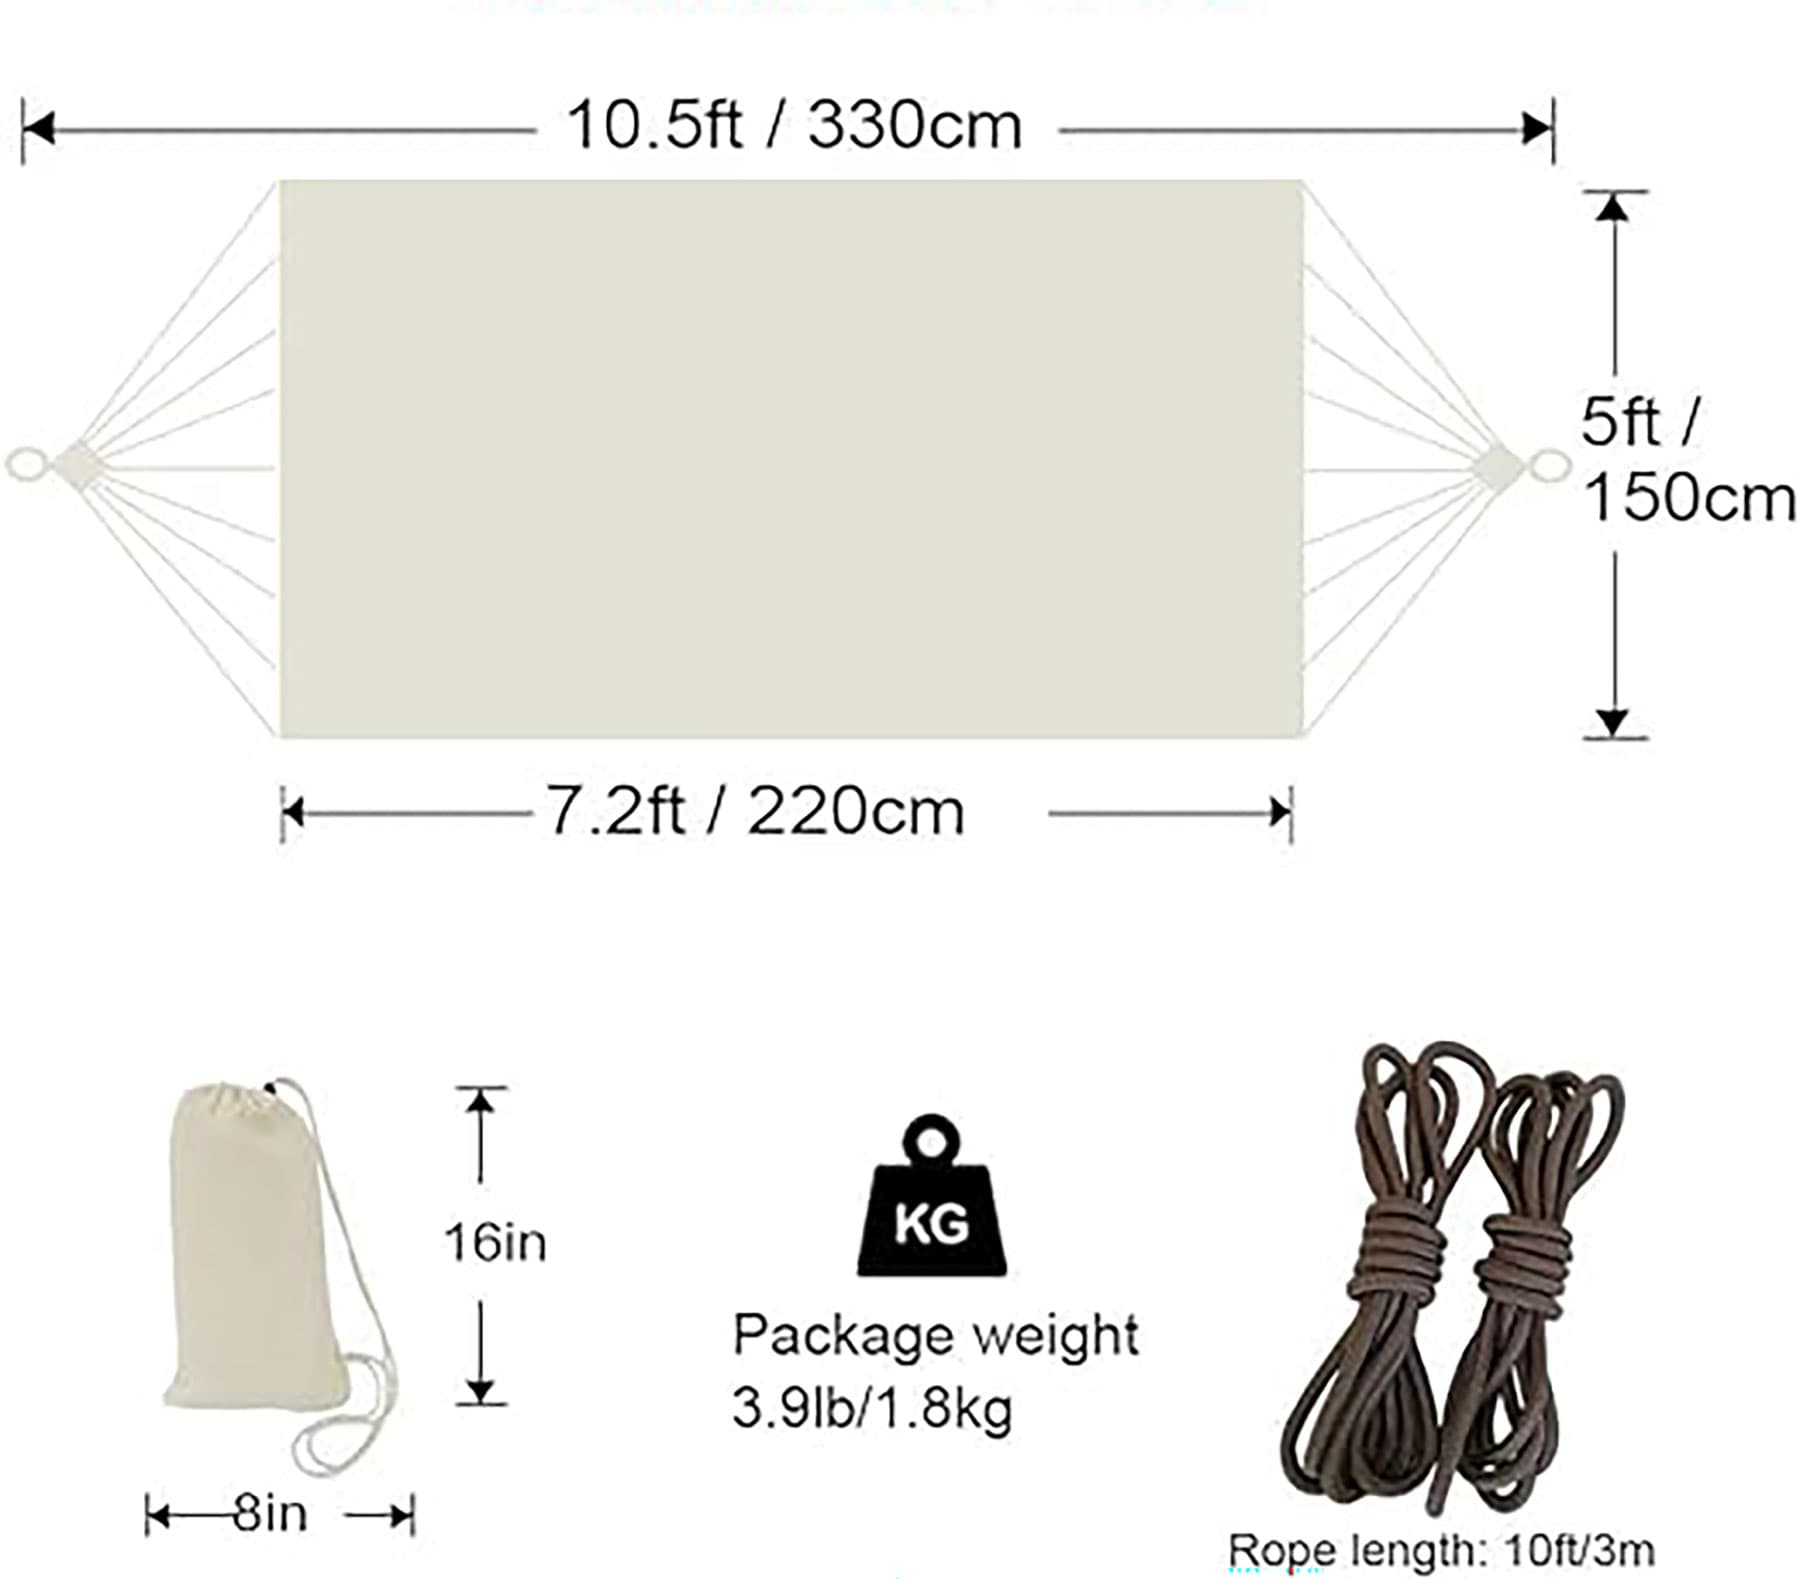 10.5ft / 330cm
5ft /
150cm
7.2ft / 220cm
16in
8in
KG
Package weight
3.9lb/1.8kg
Rope length: 10ft/3m